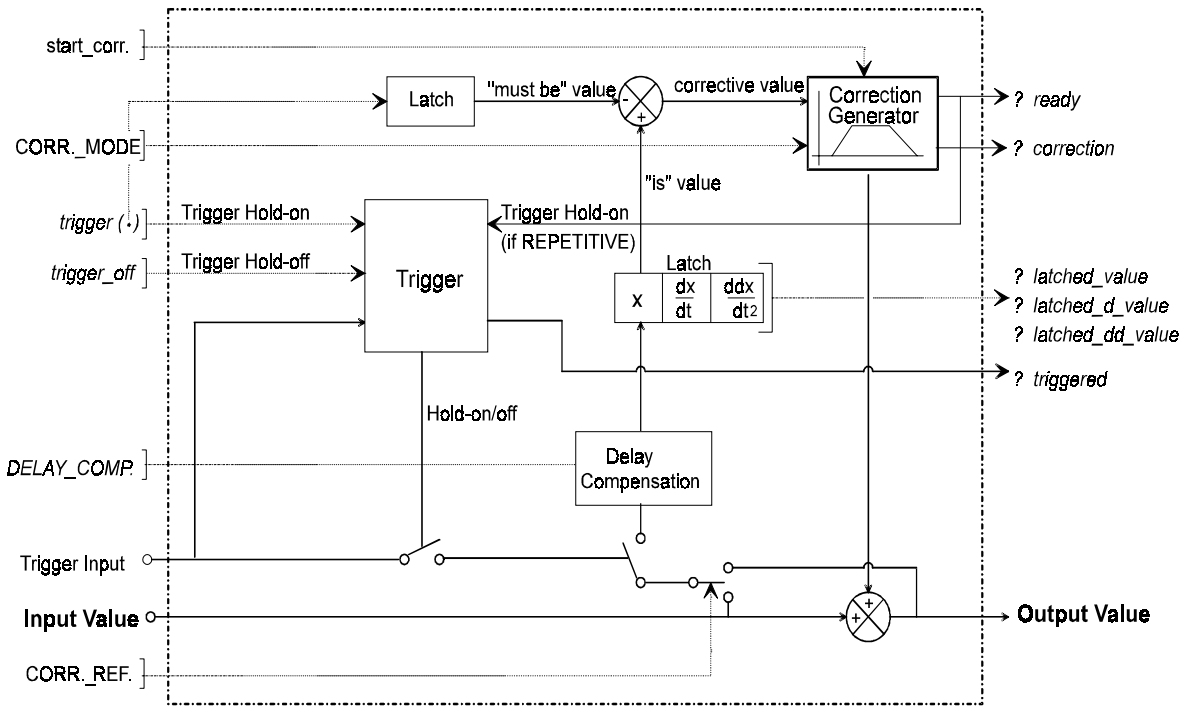 start_corr.
Latch
"must be" value
-
+
corrective value
Correction
Generator
? ready
? correction
CORR._MODE
"is" value
trigger (.)
Trigger Hold-on
Trigger Hold-on
(if REPETITIVE)
trigger_off
Trigger Hold-off
Trigger
Latch
x
dx
dt
ddx
dt2
? latched_value
? latched_d_value
? latched_dd_value
? triggered
Hold-on/off
DELAY_COMP.
Delay
Compensation
Trigger Input
Input Value
+
+
Output Value
CORR._REF.